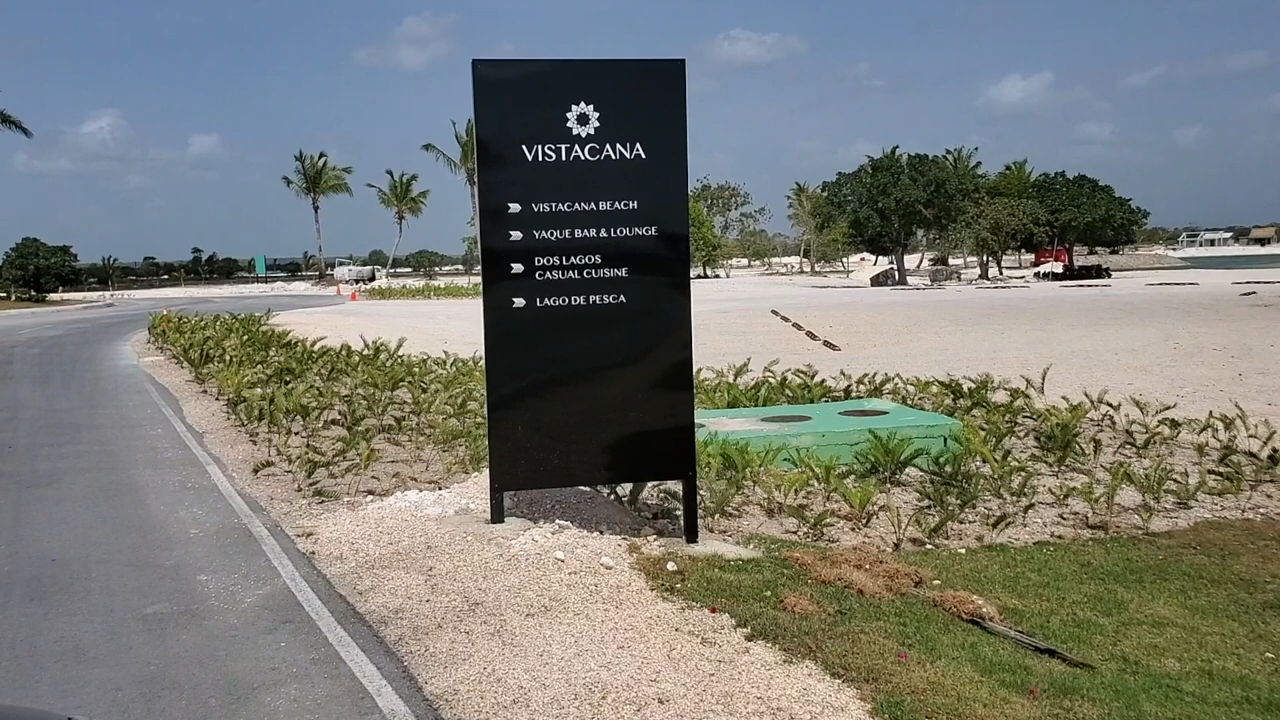 VISTACANA
VISTACANA BEACH
YAQUE BAR & LOUNGE
DOS LAGOS
CASUAL CUISINE
LAGO DE PESCA